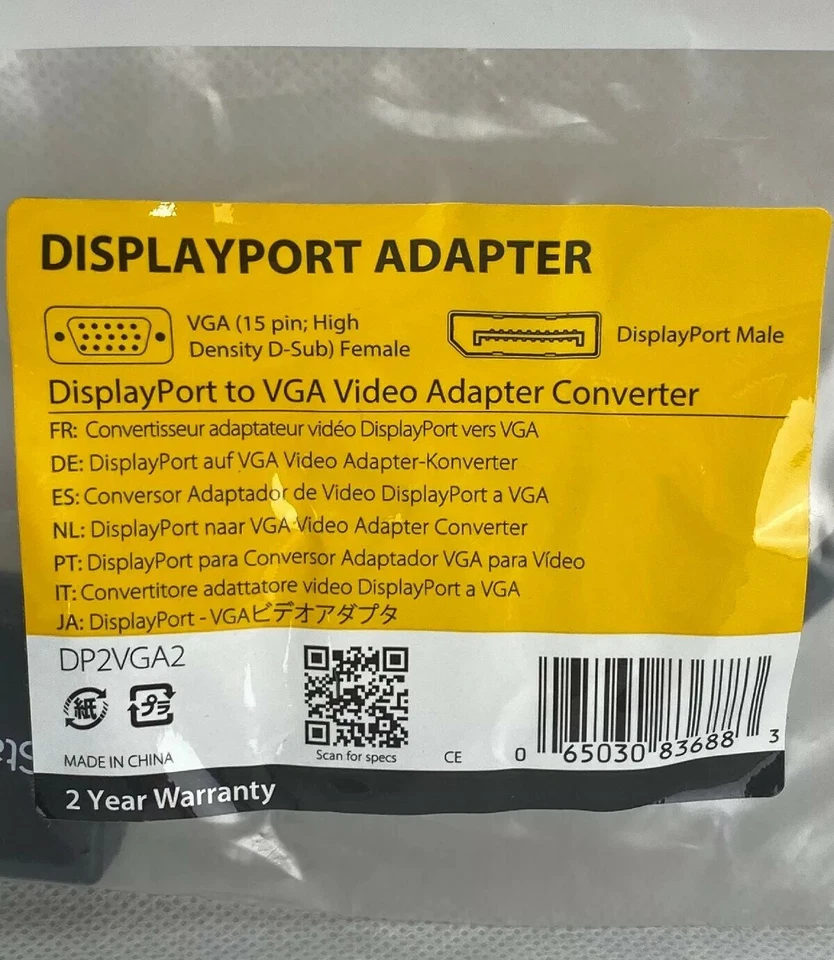 DISPLAYPORT ADAPTER
VGA (15 pin; High
Density D-Sub) Female
DisplayPort Male
DisplayPort to VGA Video Adapter Converter
FR: Convertisseur adaptateur vidéo DisplayPort vers VGA
DE: DisplayPort auf VGA Video Adapter-Konverter
ES: Conversor Adaptador de Video DisplayPort a VGA
NL: DisplayPort naar VGA Video Adapter Converter
PT: DisplayPort para Conversor Adaptador VGA para Vídeo
IT: Convertitore adattatore video DisplayPort a VGA
JA: DisplayPort - VGAビデオアダプタ
DP2VGA2
紙
プラ
MADE IN CHINA
Scan for specs
CE
0 65030 83688 3
2 Year Warranty